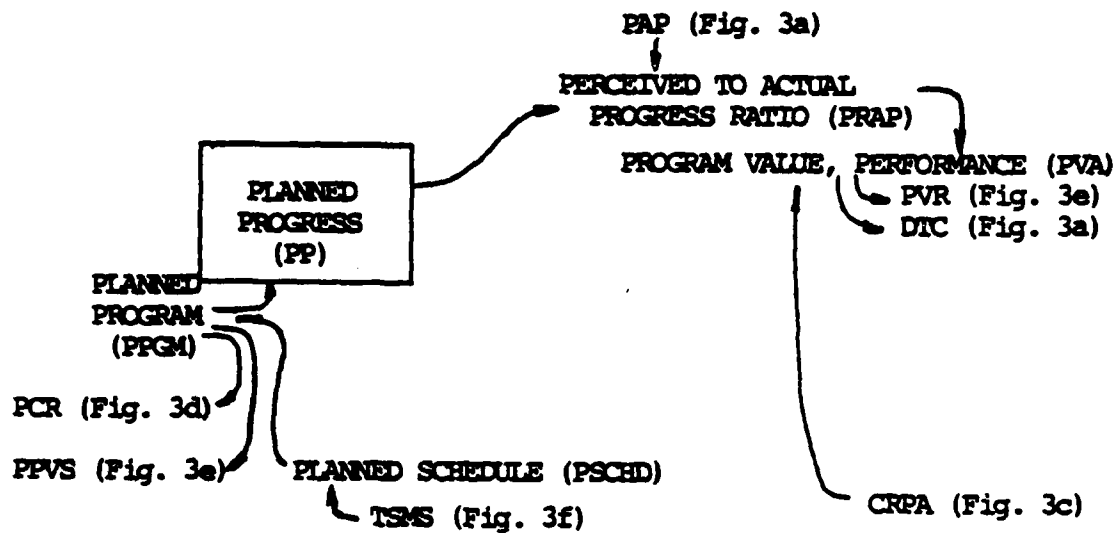 PAP (Fig. 3a)
PERCEIVED TO ACTUAL
PROGRESS RATIO (PRAP)
PROGRAM VALUE, PERFORMANCE (PVA)
PVR (Fig. 3e)
DTC (Fig. 3a)
PLANNED
PROGRESS
(PP)
PLANNED
PROGRAM
(PPGM)
PCR (Fig. 3d)
PPVS (Fig. 3e)
PLANNED SCHEDULE (PSCHD)
TSMS (Fig. 3f)
CRPA (Fig. 3c)